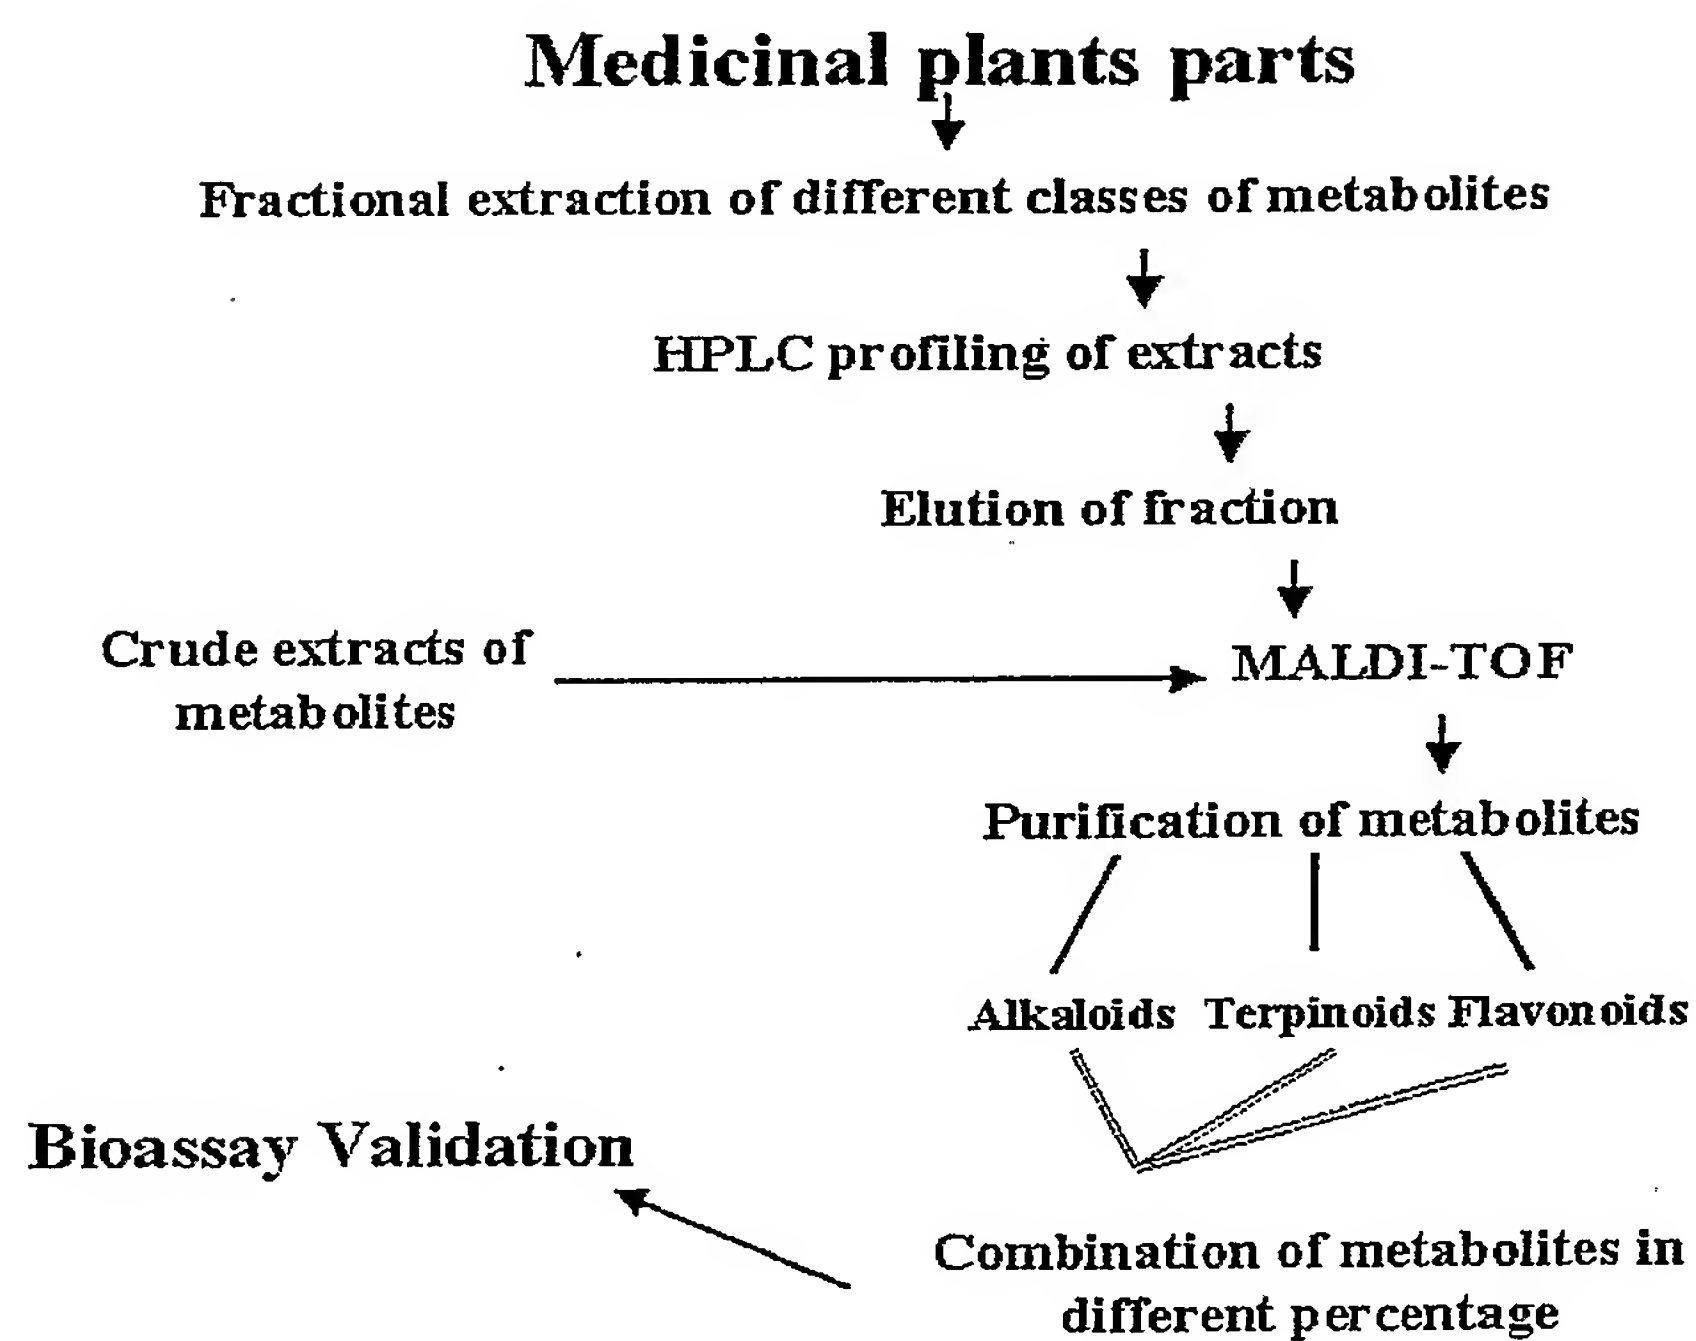 Medicinal plants parts
Fractional extraction of different classes of metabolites
HPLC profiling of extracts
Elution of fraction
Crude extracts of
metabolites
MALDI-TOF
Purification of metabolites
Alkaloids Terpinoids Flavonoids
Bioassay Validation
Combination of metabolites in
different percentage